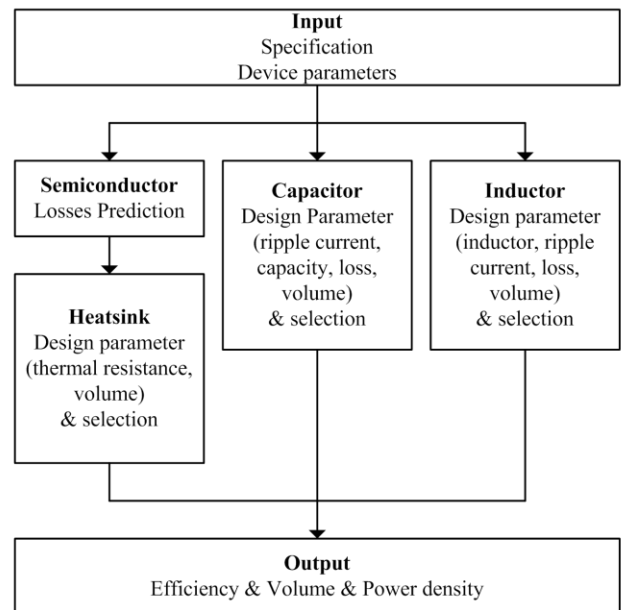 Input
Specification
Device parameters
Semiconductor
Losses Prediction
Heatsink
Design parameter
(thermal resistance,
volume)
& selection
Capacitor
Design Parameter
(ripple current,
capacity, loss,
volume)
& selection
Inductor
Design parameter
(inductor, ripple
current, loss,
volume)
& selection
Output
Efficiency & Volume & Power density